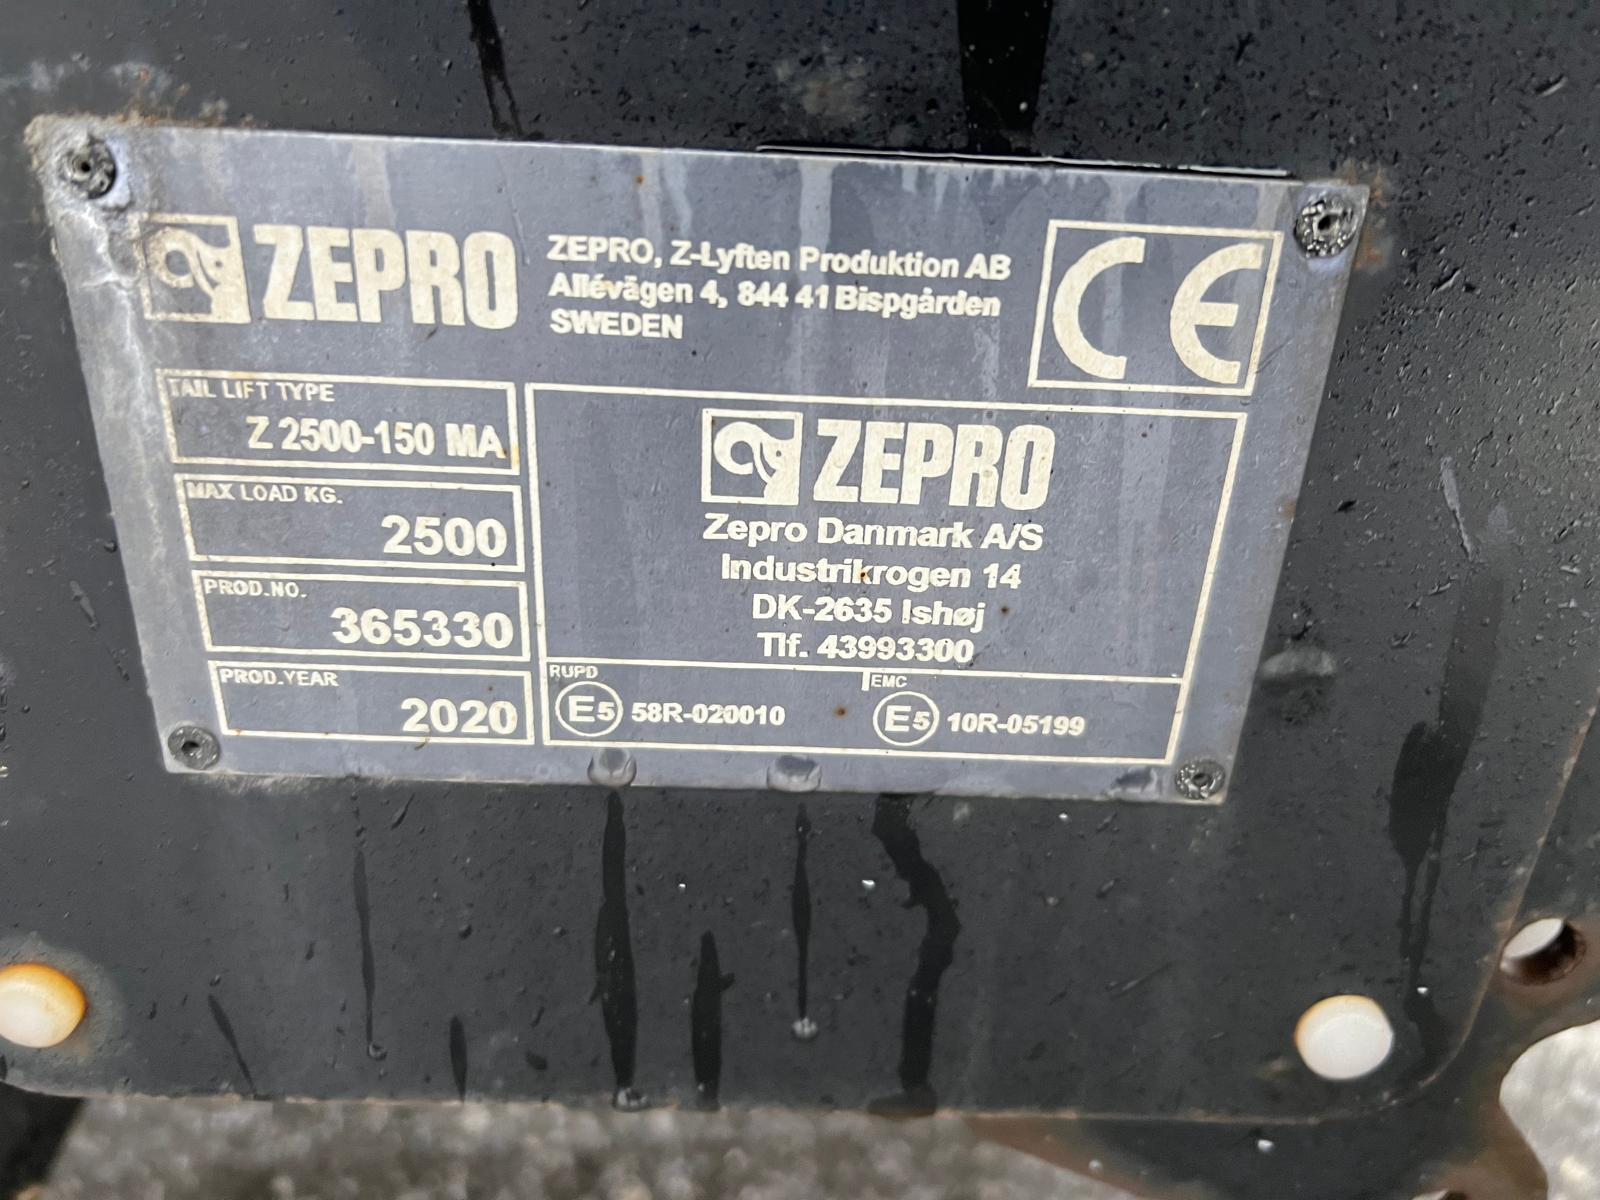 ZEPRO
ZEPRO, Z-Lyften Produktion AB
Allévägen 4, 844 41 Bispgården
SWEDEN
CE
TAIL LIFT TYPE
Z 2500-150 MA
MAX LOAD KG.
2500
PROD.NO.
365330
PROD.YEAR
2020
ZEPRO
Zepro Danmark A/S
Industrikrogen 14
DK-2635 Ishøj
Tlf. 43993300
RUPD
E5 58R-020010
EMC
E5 10R-05199